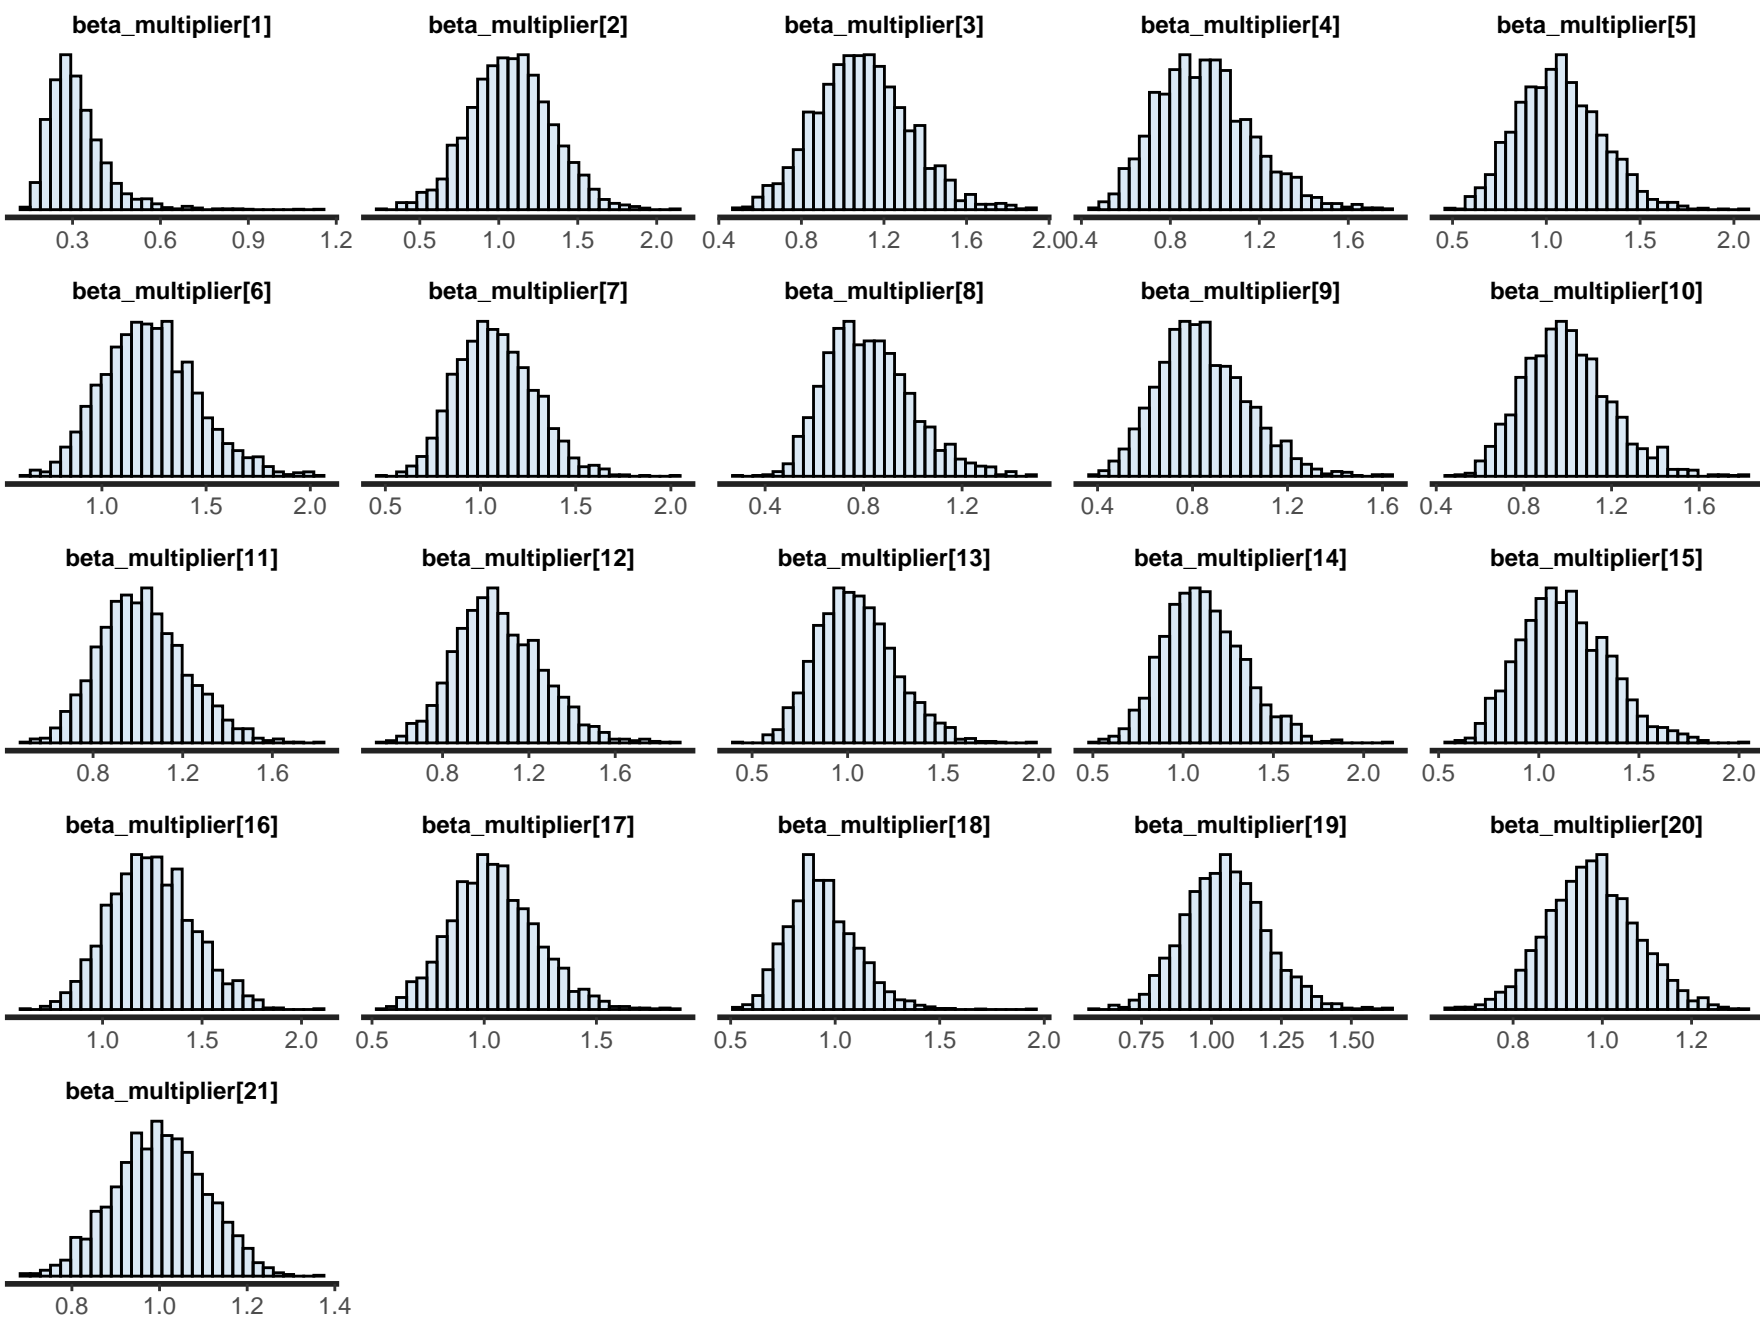 beta_multiplier[1] beta_multiplier[2] beta_multiplier[3] beta_multiplier[4] beta_multiplier[5]
0.3 0.6 0.9 1.2 0.5 1.0 1.5 2.0 0.4 0.8 1.2 1.6 2.0 0.4 0.8 1.2 1.6 0.5 1.0 1.5 2.0
beta_multiplier[6] beta_multiplier[7] beta_multiplier[8] beta_multiplier[9] beta_multiplier[10]
1.0 1.5 2.0 0.5 1.0 1.5 2.0 0.4 0.8 1.2 0.4 0.8 1.2 1.6 0.4 0.8 1.2 1.6
beta_multiplier[11] beta_multiplier[12] beta_multiplier[13] beta_multiplier[14] beta_multiplier[15]
0.8 1.2 1.6 0.8 1.2 1.6 0.5 1.0 1.5 2.0 0.5 1.0 1.5 2.0 0.5 1.0 1.5 2.0
beta_multiplier[16] beta_multiplier[17] beta_multiplier[18] beta_multiplier[19] beta_multiplier[20]
1.0 1.5 2.0 0.5 1.0 1.5 0.5 1.0 1.5 2.0 0.75 1.00 1.25 1.50 0.8 1.0 1.2
beta_multiplier[21]
0.8 1.0 1.2 1.4